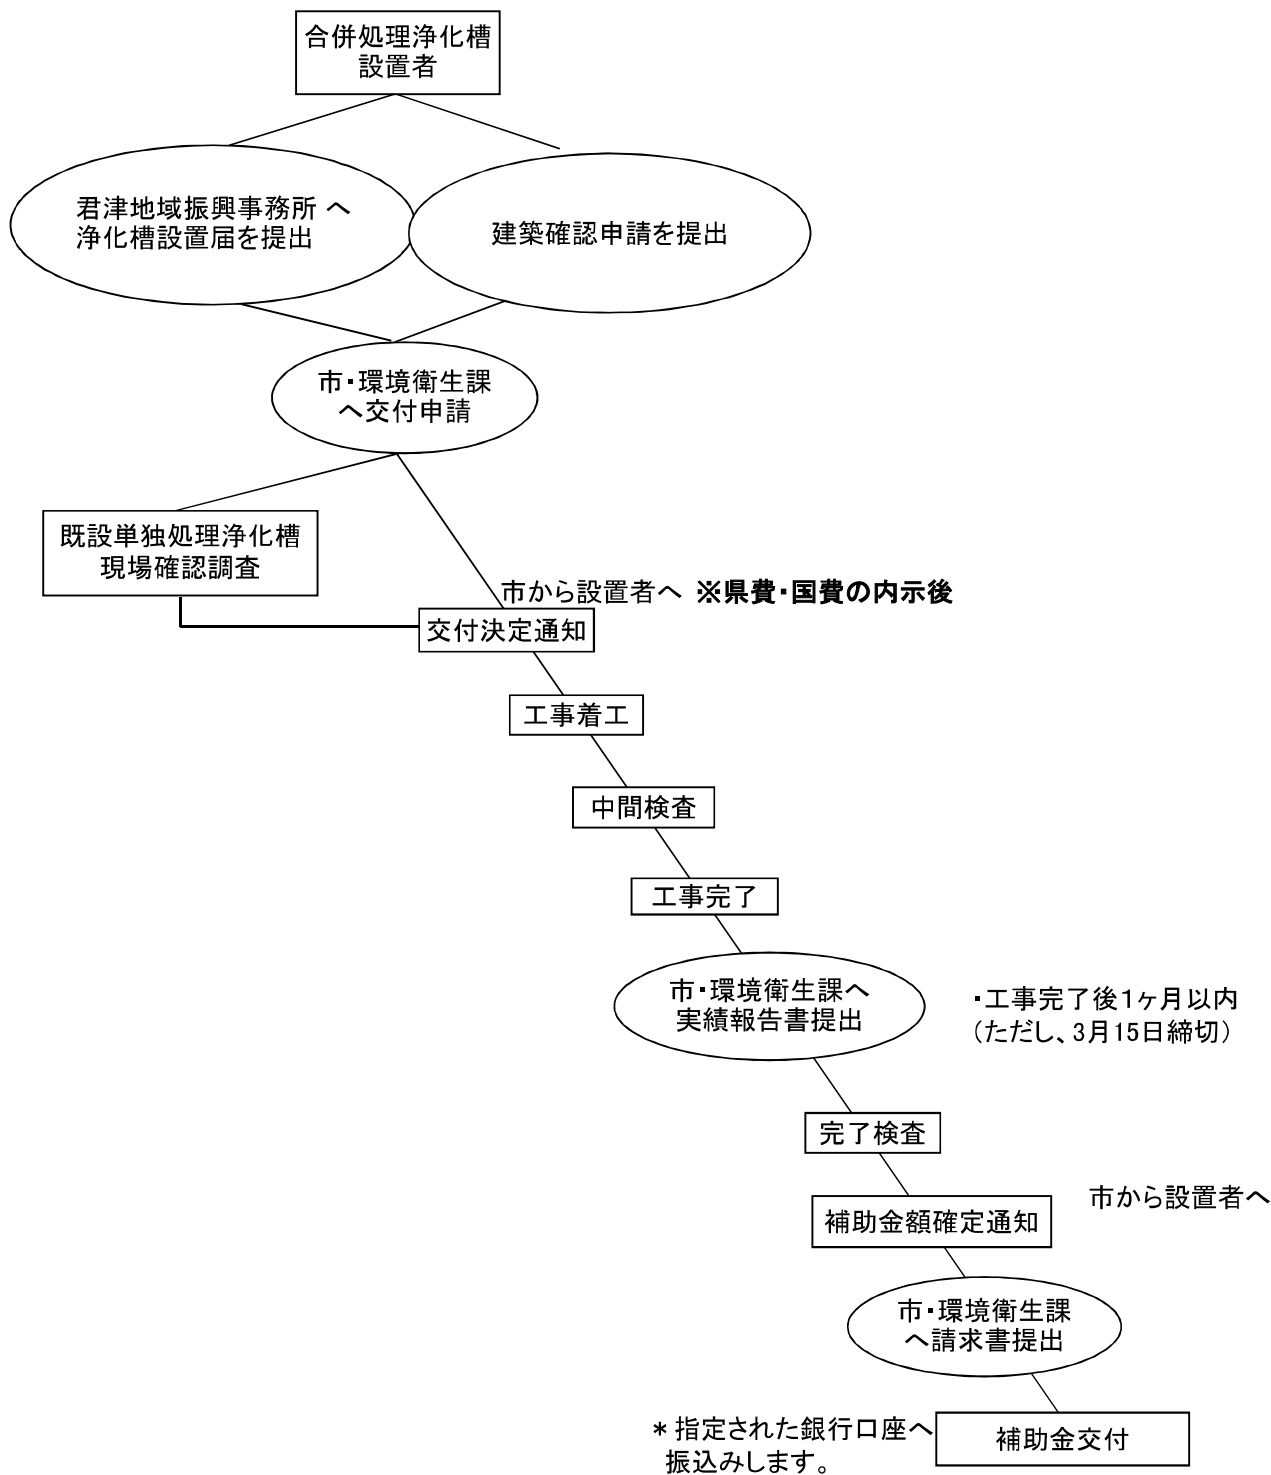 合併処理浄化槽
設置者
君津地域振興事務所 へ
浄化槽設置届を提出
建築確認申請を提出
市・環境衛生課
へ交付申請
既設単独処理浄化槽
現場確認調査
市から設置者へ ※県費・国費の内示後
交付決定通知
工事着工
中間検査
工事完了
市・環境衛生課へ
実績報告書提出
・工事完了後1ヶ月以内
（ただし、3月15日締切）
完了検査
市から設置者へ
補助金額確定通知
市・環境衛生課
へ請求書提出
＊指定された銀行口座へ
振込みします。
補助金交付